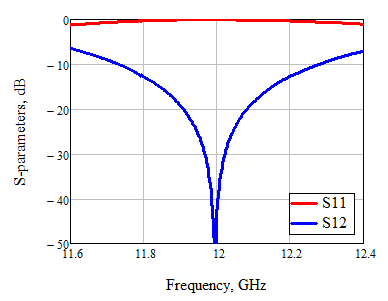 0
− 10
− 20
− 30
− 40
− 50
S-parameters, dB
S11
S12
11.6 11.8 12 12.2 12.4
Frequency, GHz